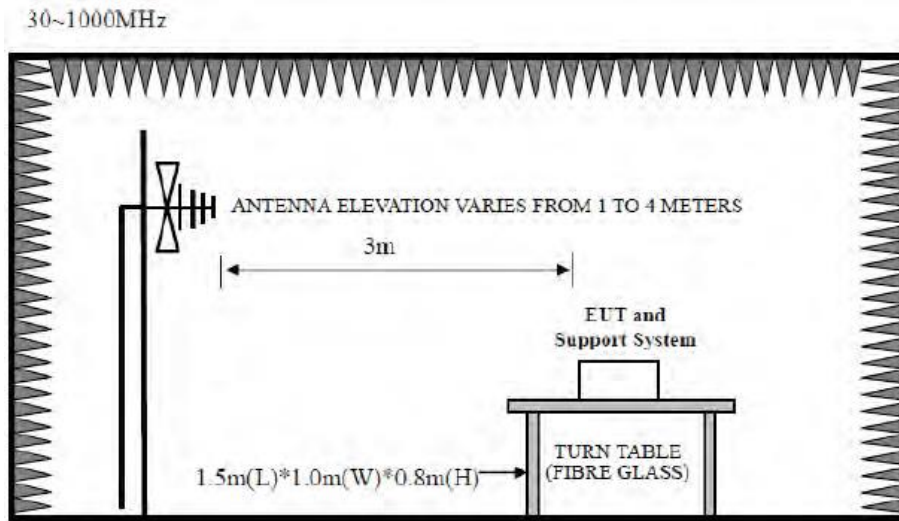 30~1000MHz
ANTENNA ELEVATION VARIES FROM 1 TO 4 METERS
3m
EUT and
Support System
TURN TABLE
(FIBRE GLASS)
1.5m(L)*1.0m(W)*0.8m(H)